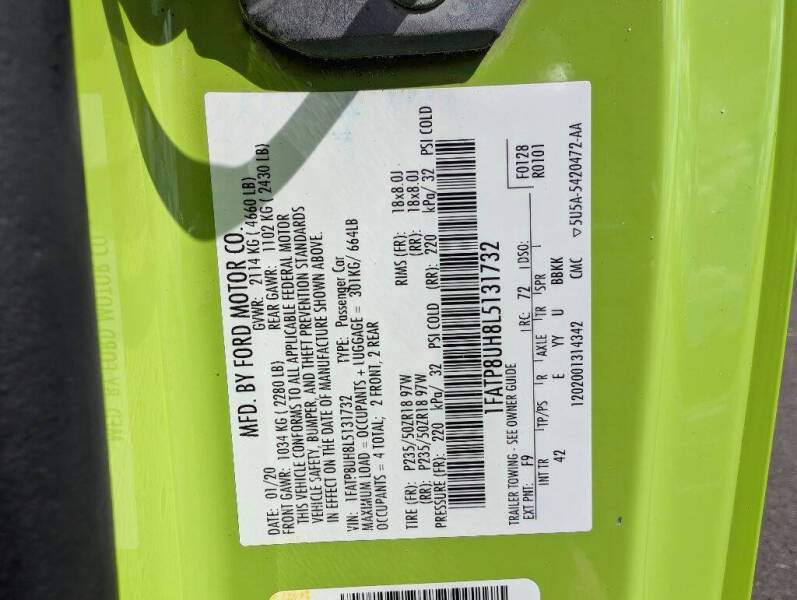 MFD. BY FORD MOTOR CO.
DATE: 01/20 GVWR: 2114 KG ( 4660 LB)
FRONT GAWR: 1034 KG ( 2280 LB) REAR GAWR: 1102 KG ( 2430 LB)
THIS VEHICLE CONFORMS TO ALL APPLICABLE FEDERAL MOTOR
VEHICLE SAFETY, BUMPER, AND THEFT PREVENTION STANDARDS
IN EFFECT ON THE DATE OF MANUFACTURE SHOWN ABOVE.
VIN: 1FATP8UH8L5131732 TYPE: Passenger Car
MAXIMUM LOAD = OCCUPANTS + LUGGAGE = 301KG/ 664LB
OCCUPANTS = 4 TOTAL; 2 FRONT, 2 REAR
TIRE (FR): P235/50ZR18 97W RIMS (FR): 18x8.0J
(RR): P235/50ZR18 97W (RR): 18x8.0J
PRESSURE (FR): 220 kPa/ 32 PSI COLD (RR): 220 kPa/ 32 PSI COLD
1FATP8UH8L5131732
TRAILER TOWING - SEE OWNER GUIDE F0128
EXT PNT: F9 RC: 72 DSO: R0101
INT TR TP/PS R AXLE TR SPR
42 E YY U BBKK
1202001314342 CMC ▽5U5A-5420472-AA